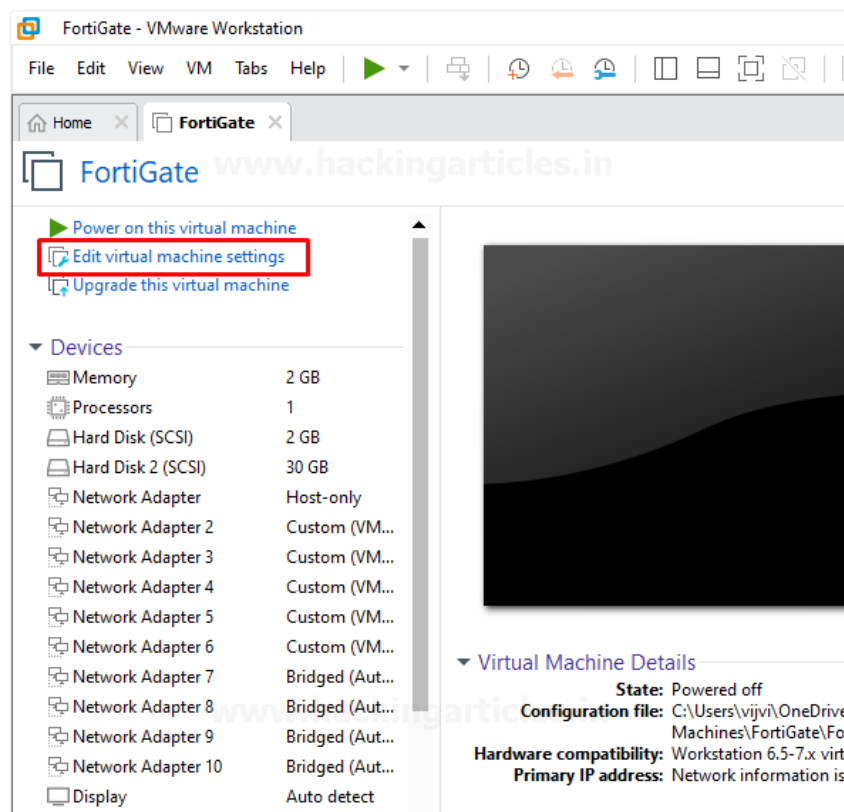 FortiGate - VMware Workstation
File Edit View VM Tabs Help
Home FortiGate
FortiGate
www.hackingarticles.in
Power on this virtual machine
Edit virtual machine settings
Upgrade this virtual machine
Devices
Memory 2 GB
Processors 1
Hard Disk (SCSI) 2 GB
Hard Disk 2 (SCSI) 30 GB
Network Adapter Host-only
Network Adapter 2 Custom (VM...
Network Adapter 3 Custom (VM...
Network Adapter 4 Custom (VM...
Network Adapter 5 Custom (VM...
Network Adapter 6 Custom (VM...
Network Adapter 7 Bridged (Aut...
Network Adapter 8 Bridged (Aut...
Network Adapter 9 Bridged (Aut...
Network Adapter 10 Bridged (Aut...
Display Auto detect
Virtual Machine Details
State: Powered off
Configuration file: C:\Users\vijvi\OneDrive
Machines\FortiGate\Fo
Hardware compatibility: Workstation 6.5-7.x virt
Primary IP address: Network information is
www.hackingarticles.in